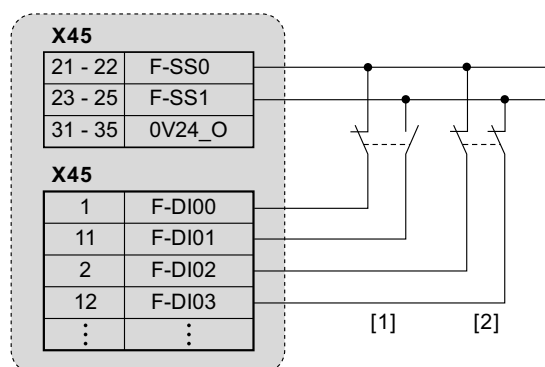 X45
21 - 22 F-SS0
23 - 25 F-SS1
31 - 35 0V24_O
X45
1 F-DI00
11 F-DI01
2 F-DI02
12 F-DI03
⋮ ⋮
[1] [2]